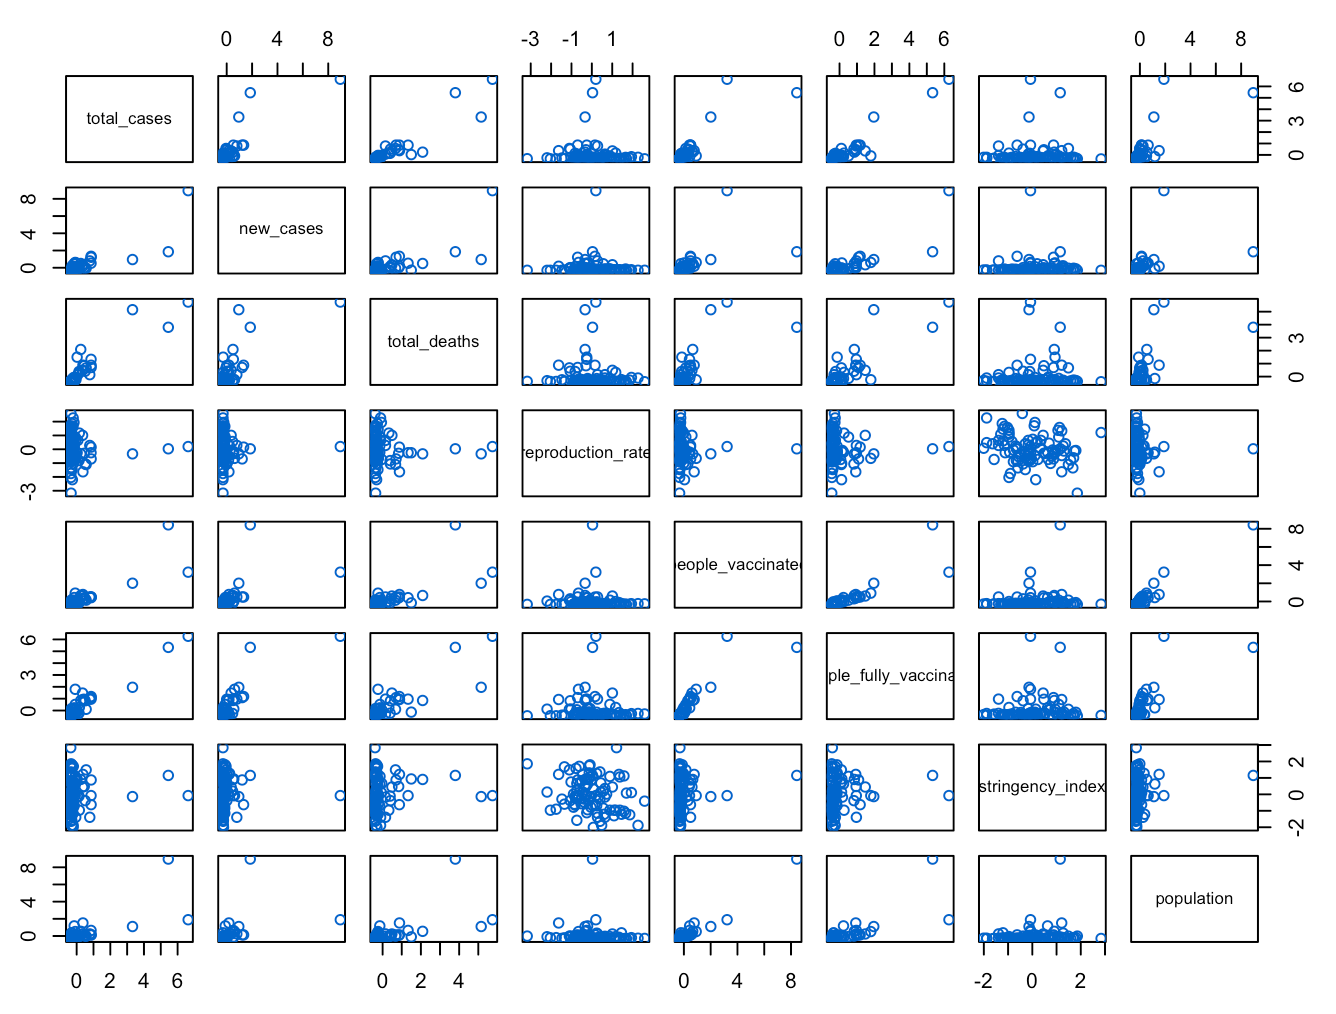 0 4 8 -3 -1 1 0 2 4 6 0 4 8
total_cases
0 3 6
0 4 8
new_cases
total_deaths
0 3
-3 0
reproduction_rate
people_vaccinated
0 4 8
0 3 6
ple_fully_vaccina
stringency_index
-2 0 2
0 4 8
population
0 2 4 6 0 2 4 0 4 8 -2 0 2